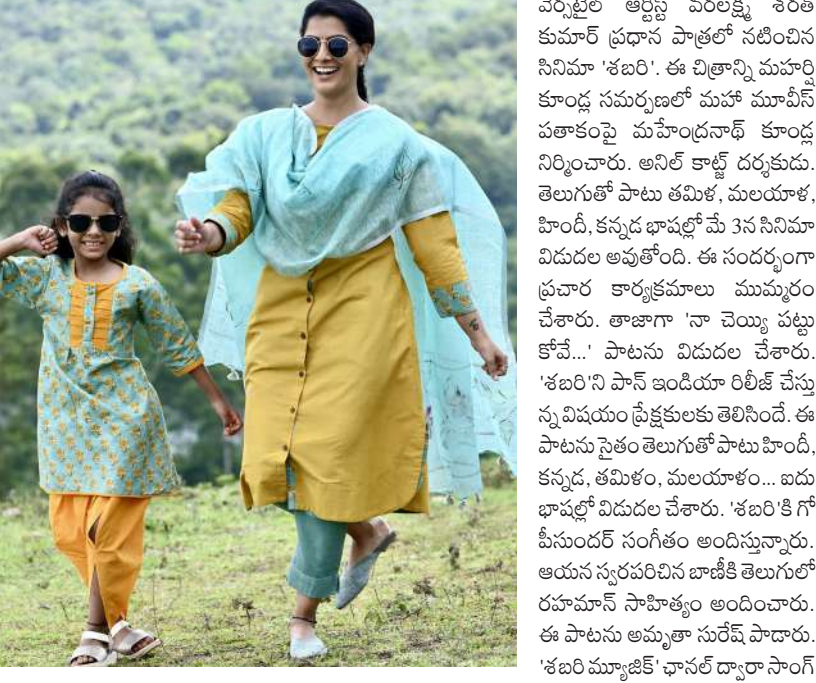 వెర్సటైల్ ఆర్టిస్ట్ వరలక్ష్మి శరత్
కుమార్ ప్రధాన పాత్రలో నటించిన
సినిమా 'శబరి'. ఈ చిత్రాన్ని మహర్షి
కూండ్ల సమర్పణలో మహా మూవీస్
పతాకంపై మహేంద్రనాథ్ కూండ్ల
నిర్మించారు. అనిల్ కాట్జ్ దర్శకుడు.
తెలుగుతో పాటు తమిళ, మలయాళ,
హిందీ, కన్నడ భాషల్లో మే 3న సినిమా
విడుదల అవుతోంది. ఈ సందర్భంగా
ప్రచార కార్యక్రమాలు ముమ్మరం
చేశారు. తాజాగా 'నా చెయ్యి పట్టు
కోవే...' పాటను విడుదల చేశారు.
'శబరి'ని పాన్ ఇండియా రిలీజ్ చేస్తు
న్న విషయం ప్రేక్షకులకు తెలిసిందే. ఈ
పాటను సైతం తెలుగుతో పాటు హిందీ,
కన్నడ, తమిళం, మలయాళం... ఐదు
భాషల్లో విడుదల చేశారు. 'శబరి'కి గో
పీసుందర్ సంగీతం అందిస్తున్నారు.
ఆయన స్వరపరిచిన బాణీకి తెలుగులో
రహమాన్ సాహిత్యం అందించారు.
ఈ పాటను అమృతా సురేష్ పాడారు.
'శబరి మ్యూజిక్' ఛానల్ ద్వారా సాంగ్